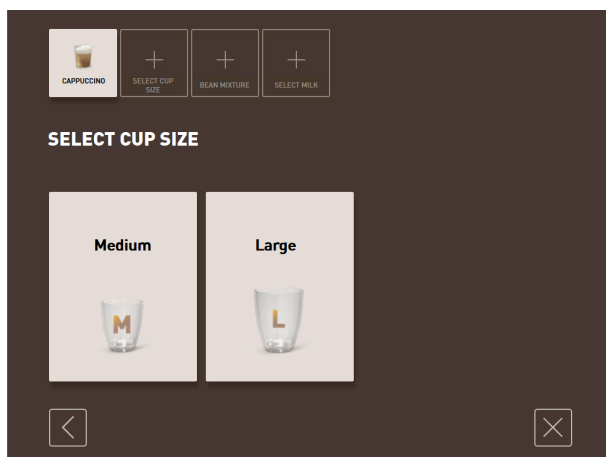 CAPPUCCINO
SELECT CUP
SIZE
BEAN MIXTURE
SELECT MILK
SELECT CUP SIZE
Medium
Large
M
L